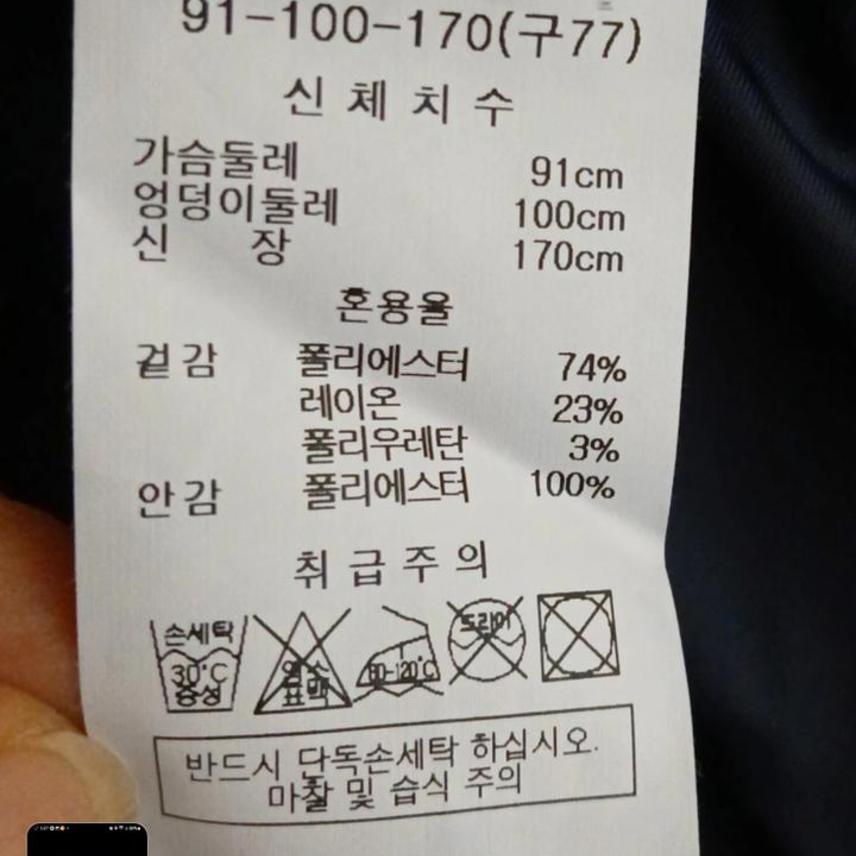 91-100-170(구77)
신체치수
가슴둘레 91cm
엉덩이둘레 100cm
신 장 170cm
혼용율
겉감 폴리에스터 74%
레이온 23%
폴리우레탄 3%
안감 폴리에스터 100%
취급주의
손세탁 30°C 중성 염소 표백 80-120°C 드라이
반드시 단독손세탁 하십시오.
마찰 및 습식 주의